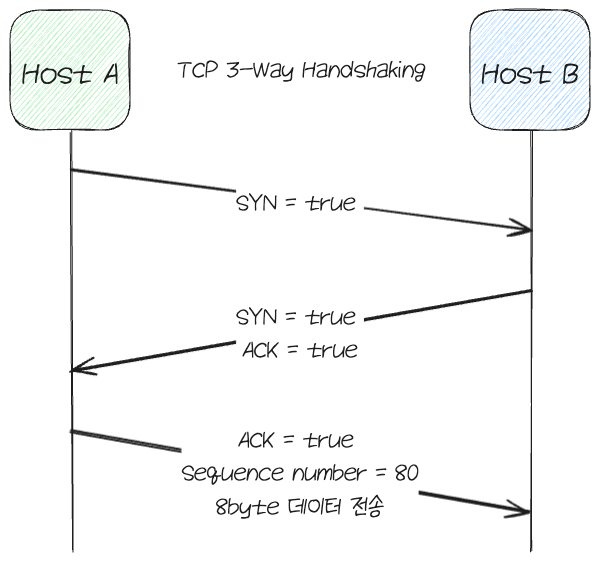 Host A
TCP 3-Way Handshaking
Host B
SYN = true
SYN = true
ACK = true
ACK = true
Sequence number = 80
8byte 데이터 전송